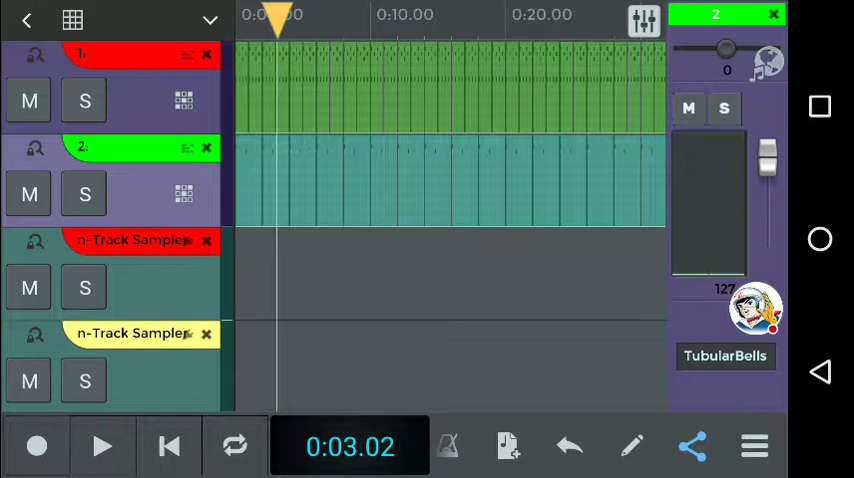 0:00.00
0:10.00
0:20.00
2
1:
M
S
0
M
S
2:
M
S
n-Track Sampler
M
S
127
n-Track Sampler
TubularBells
M
S
0:03.02